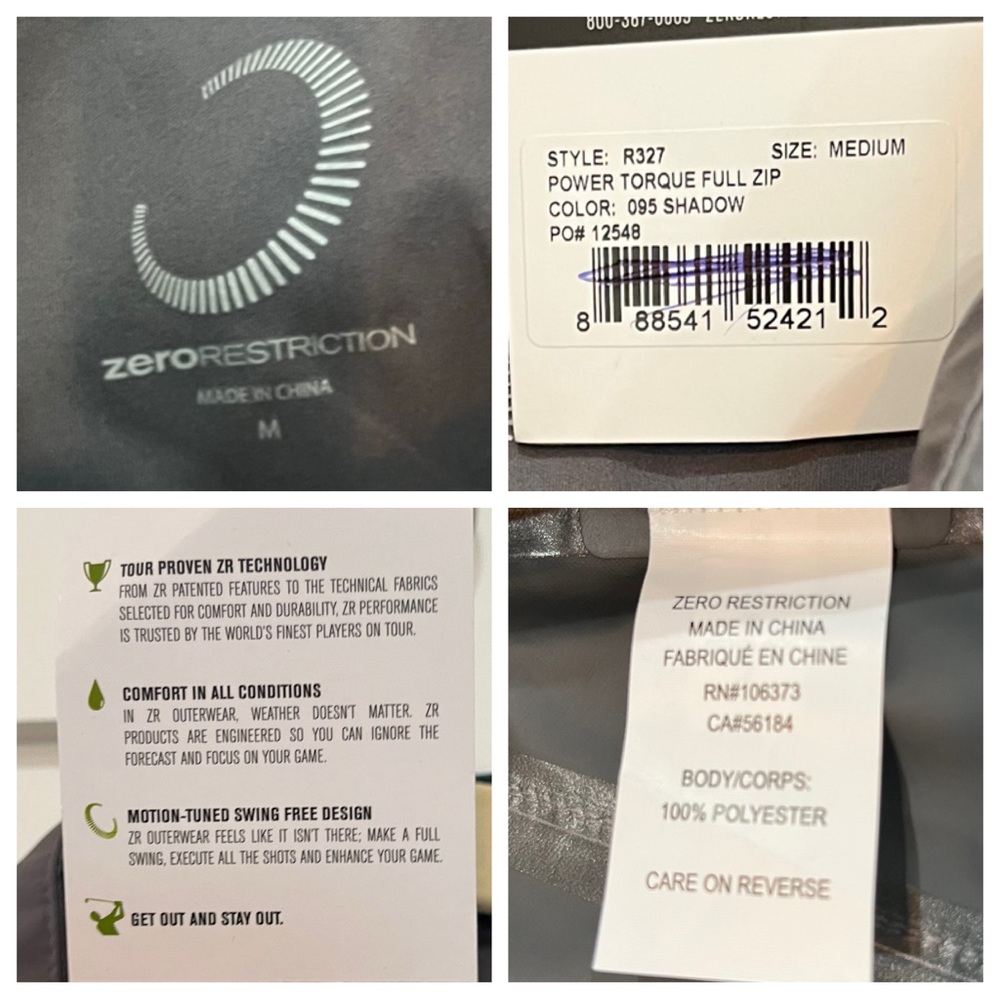 zeroRESTRICTION
MADE IN CHINA
M
STYLE: R327 SIZE: MEDIUM
POWER TORQUE FULL ZIP
COLOR: 095 SHADOW
PO# 12548
8 88541 52421 2
TOUR PROVEN ZR TECHNOLOGY
FROM ZR PATENTED FEATURES TO THE TECHNICAL FABRICS
SELECTED FOR COMFORT AND DURABILITY, ZR PERFORMANCE
IS TRUSTED BY THE WORLD'S FINEST PLAYERS ON TOUR.
COMFORT IN ALL CONDITIONS
IN ZR OUTERWEAR, WEATHER DOESN'T MATTER. ZR
PRODUCTS ARE ENGINEERED SO YOU CAN IGNORE THE
FORECAST AND FOCUS ON YOUR GAME.
MOTION-TUNED SWING FREE DESIGN
ZR OUTERWEAR FEELS LIKE IT ISN'T THERE; MAKE A FULL
SWING, EXECUTE ALL THE SHOTS AND ENHANCE YOUR GAME.
GET OUT AND STAY OUT.
ZERO RESTRICTION
MADE IN CHINA
FABRIQUÉ EN CHINE
RN#106373
CA#56184
BODY/CORPS:
100% POLYESTER
CARE ON REVERSE